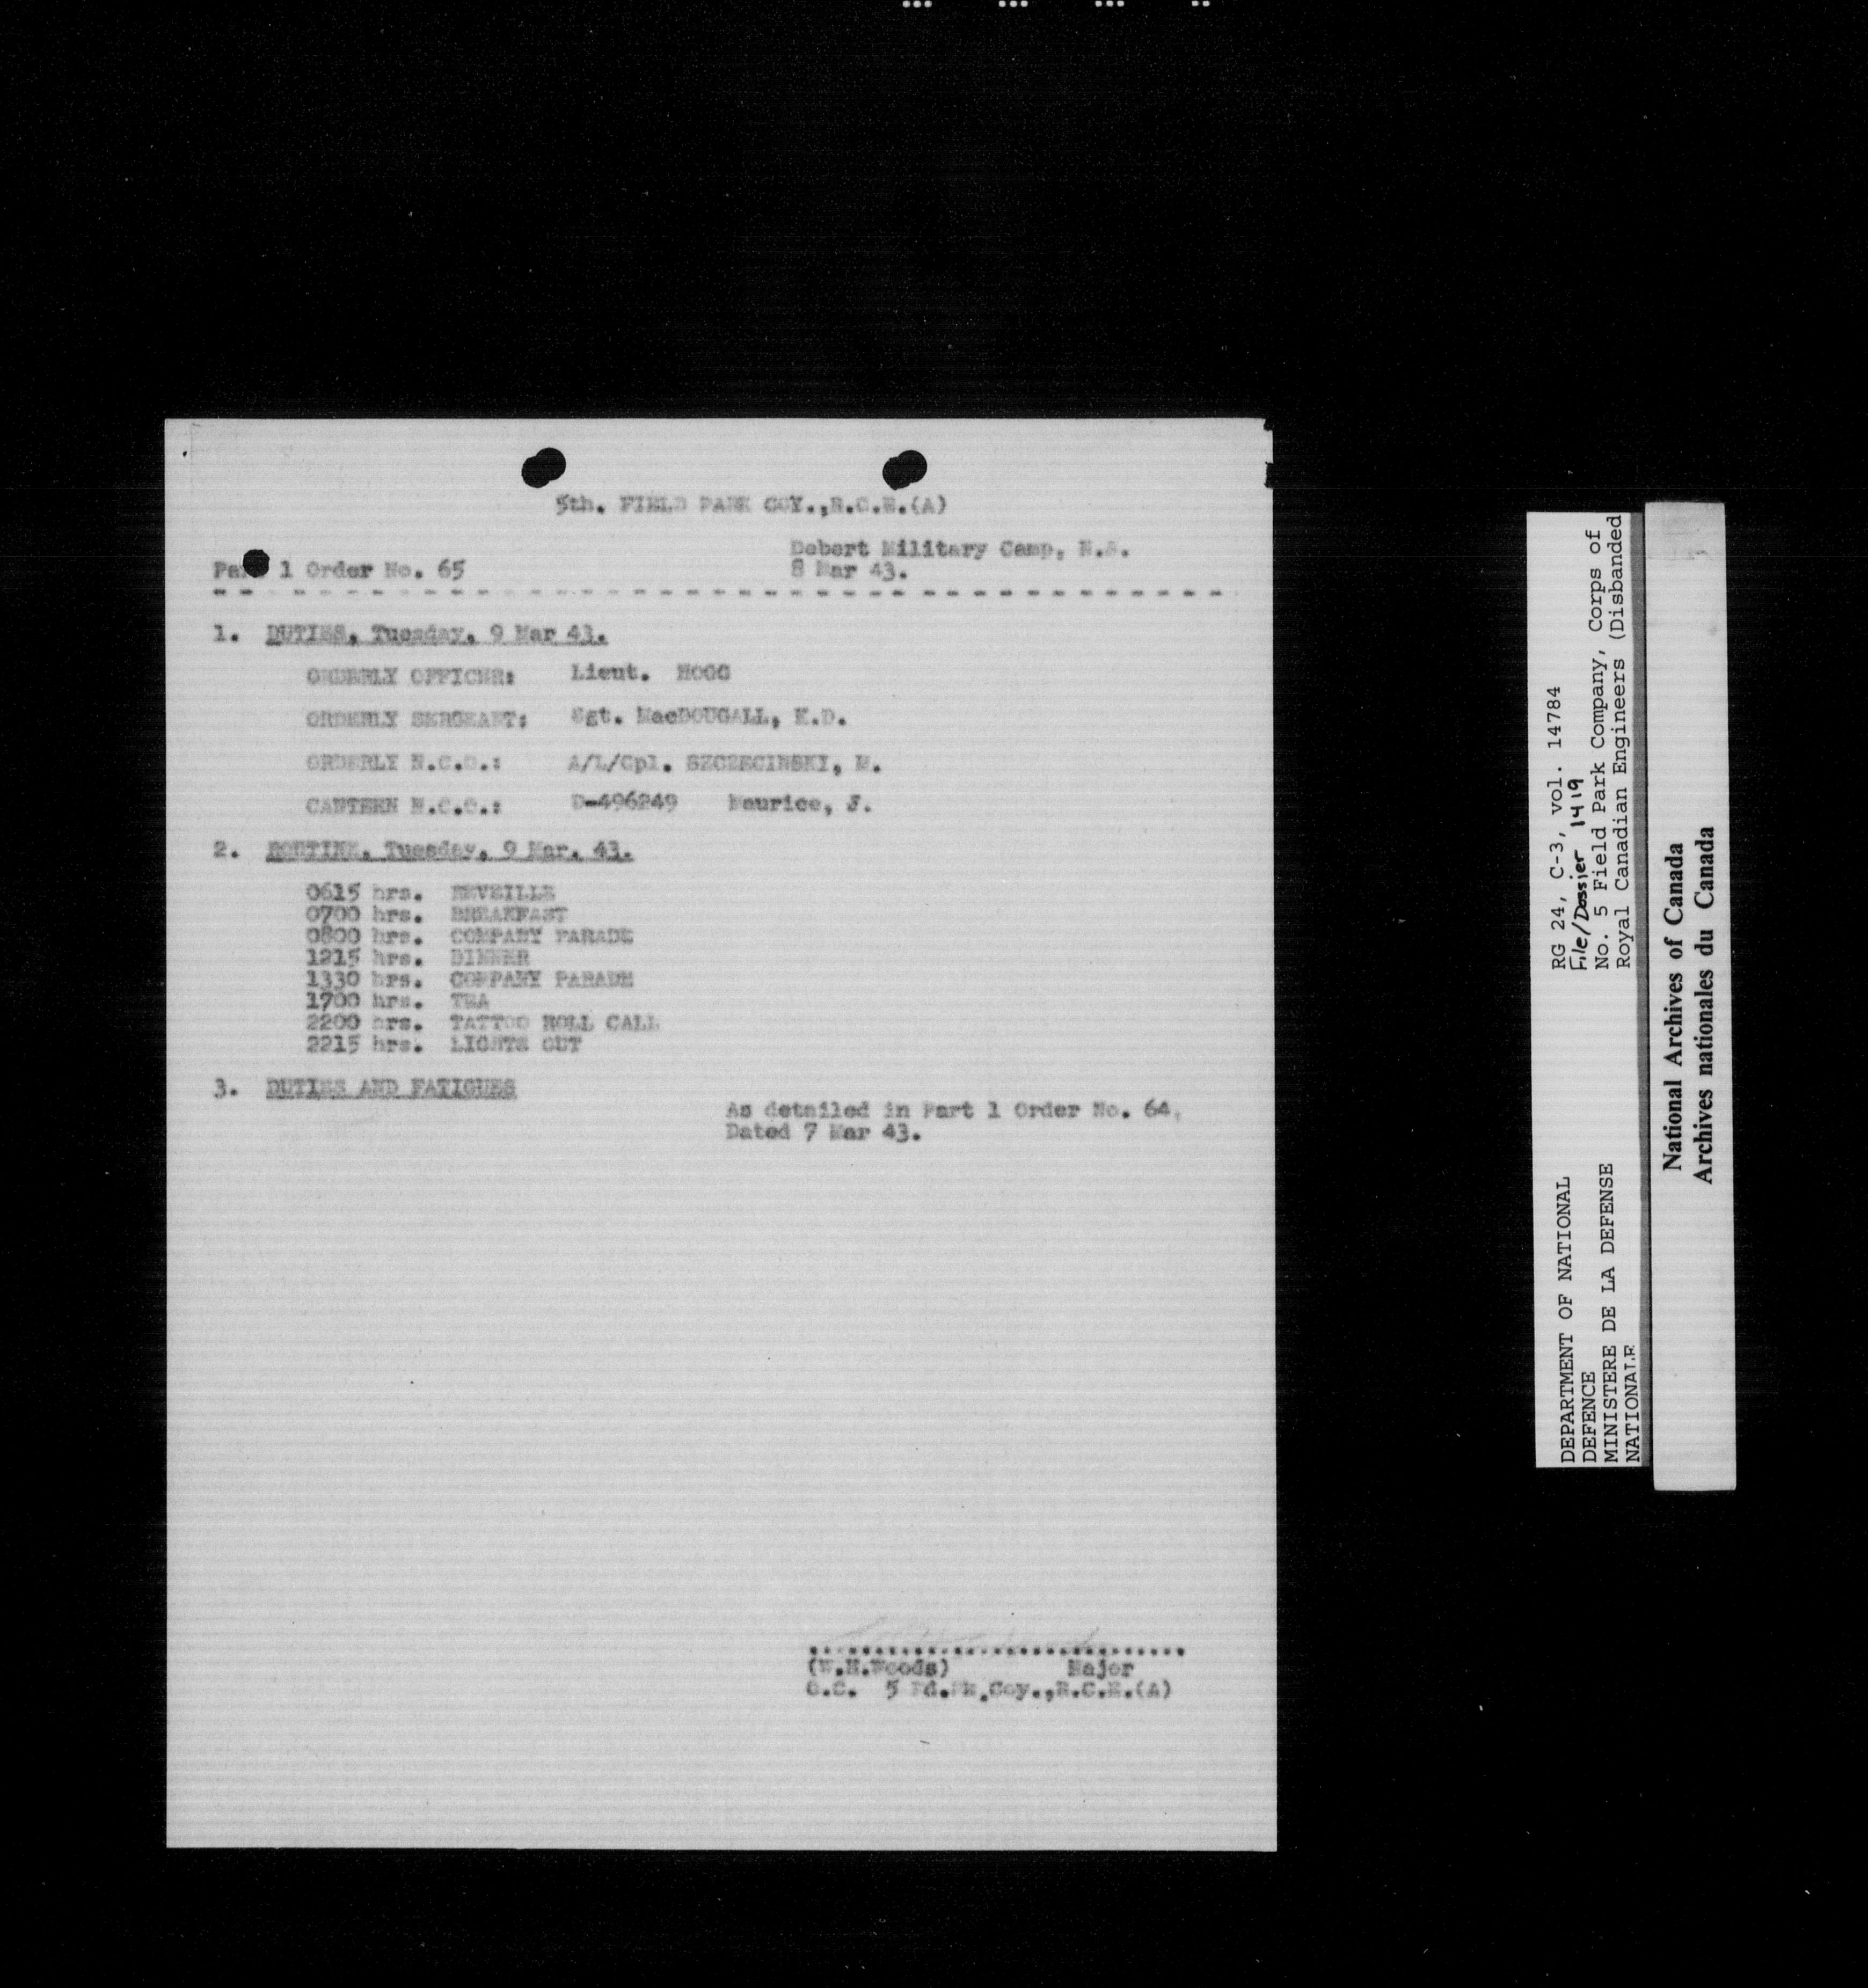 5th. FIELD PARK COY.,R.C.E.(A)
Debert Military Camp, N.S.
Part 1 Order No. 65
8 Mar 43.
1. DUTIES, Tuesday, 9 Mar 43.
ORDERLY OFFICER: Lieut. HOGG
ORDERLY SERGEANT: Sgt. MacDOUGALL, K.D.
ORDERLY N.C.O.: A/L/Cpl. SZCZECINSKI, M.
CANTEEN N.C.O.: D-496249 Maurice, J.
2. ROUTINE, Tuesday, 9 Mar. 43.
0615 hrs. REVEILLE
0700 hrs. BREAKFAST
0800 hrs. COMPANY PARADE
1215 hrs. DINNER
1330 hrs. COMPANY PARADE
1700 hrs. TEA
2200 hrs. TATTOO ROLL CALL
2215 hrs. LIGHTS OUT
3. DUTIES AND FATIGUES
As detailed in Part 1 Order No. 64,
Dated 7 Mar 43.
(W.H.Woods) Major
O.C. 5 Fd.Pk.Coy.,R.C.E.(A)
DEPARTMENT OF NATIONAL
DEFENCE
MINISTERE DE LA DEFENSE
NATIONALE
RG 24, C-3, vol. 14784
File/Dossier 1419
No. 5 Field Park Company, Corps of
Royal Canadian Engineers (Disbanded
National Archives of Canada
Archives nationales du Canada